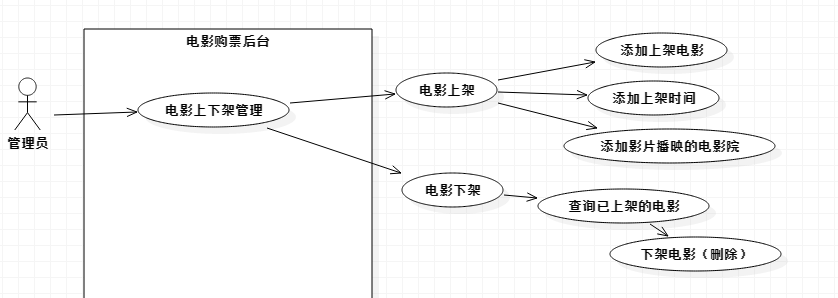 电影购票后台
管理员
电影上下架管理
电影上架
添加上架电影
添加上架时间
添加影片播映的电影院
电影下架
查询已上架的电影
下架电影（删除）